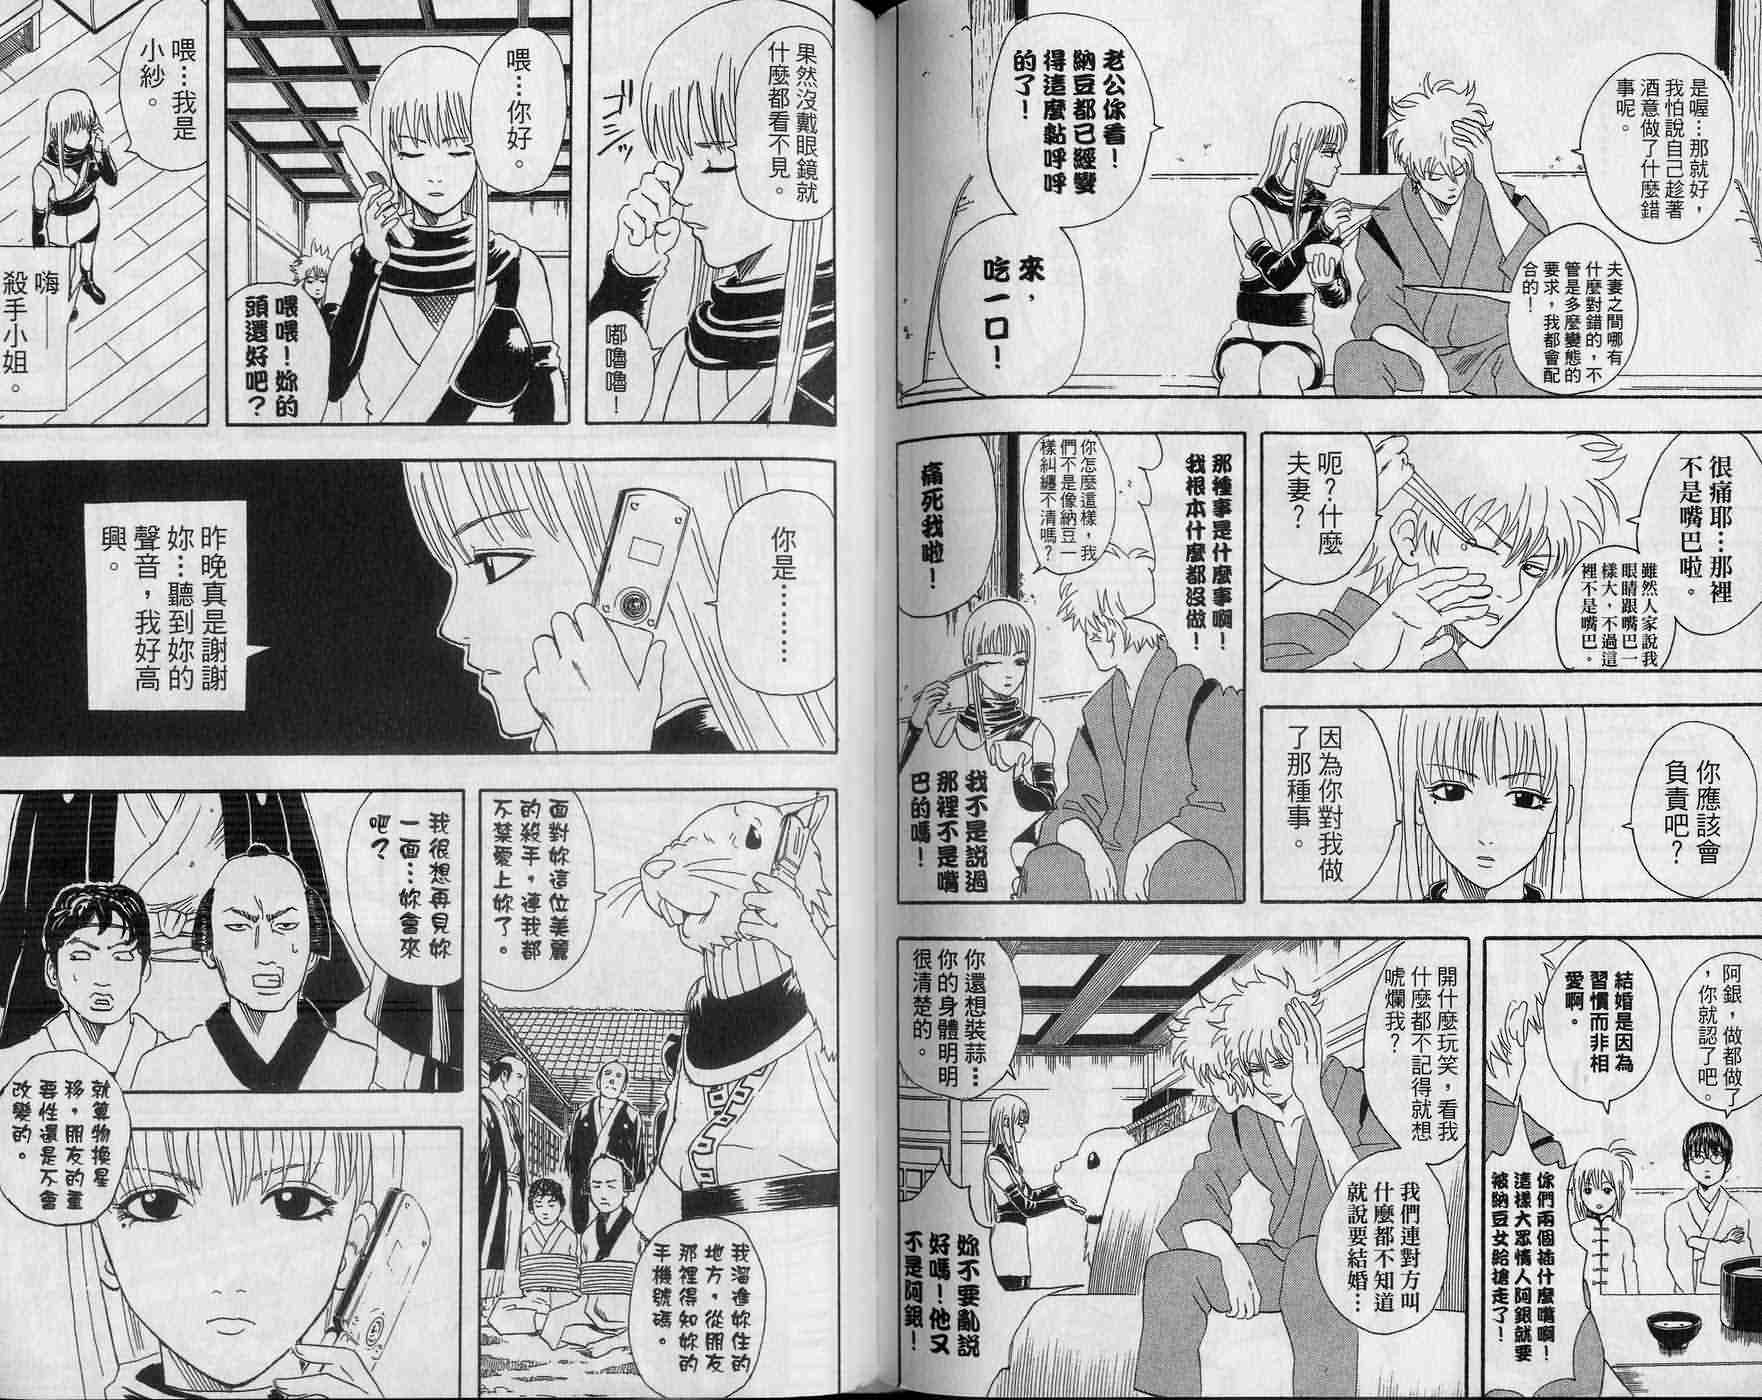 是喔…那就好，
我怕說自己趁著
酒意做了什麼錯
事呢。
夫妻之間哪有
什麼對錯的，不
管是多麼變態的
要求，我都會配
合的！
老公你看！
納豆都已經變
得這麼黏呼呼
的了！
來，
吃一口！
很痛耶…那裡
不是嘴巴啦。
雖然人家說我
眼睛跟嘴巴一
樣大，不過這
裡不是嘴巴。
呃？什麼
夫妻？
你應該會
負責吧？
因為你對我做
了那種事。
那種事是什麼事啊！
我根本什麼都沒做！
你怎麼這樣，我
們不是像納豆一
樣糾纏不清嗎？
痛死我啦！
我不是說過
那裡不是嘴
巴的嗎！
阿銀，做都做了
，你就認了吧。
結婚是因為
習慣而非相
愛啊。
你們兩個插什麼嘴啊！
這樣大眾情人阿銀就要
被納豆女給搶走了！
開什麼玩笑，看我
什麼都不記得就想
唬爛我？
我們連對方叫
什麼都不知道
就說要結婚…
你還想裝蒜…
你的身體明明
很清楚的。
妳不要亂說
好嗎！他又
不是阿銀！
果然沒戴眼鏡就
什麼都看不見。
嘟嚕嚕！
喂…你好。
喂喂！妳的
頭還好吧？
喂…我是
小紗。
嗨
殺手小姐。
你是………
昨晚真是謝謝
妳…聽到妳的
聲音，我好高
興。
面對妳這位美麗
的殺手，連我都
不禁愛上妳了。
我溜進妳住的
地方，從朋友
那裡得知妳的
手機號碼。
我很想再見妳
一面…妳會來
吧？
就算物換星
移，朋友的重
要性還是不會
改變的。